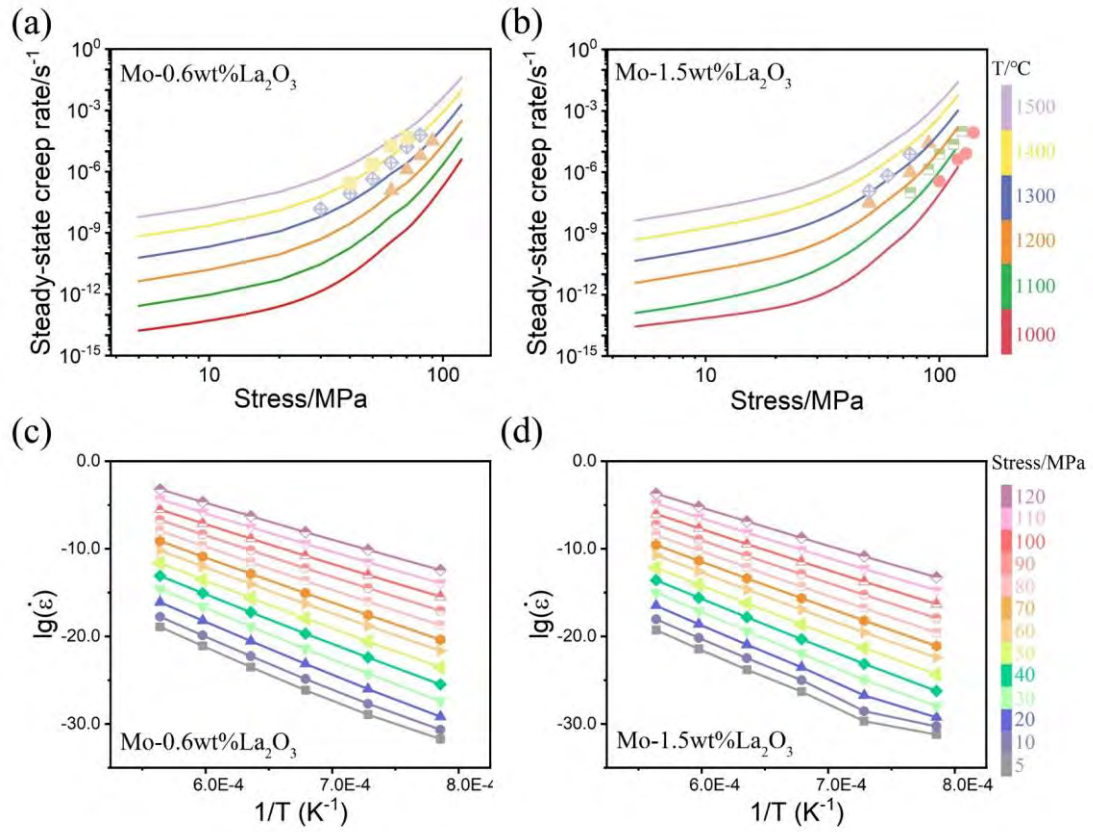 (a)
Steady-state creep rate/s⁻¹
10⁰
10⁻³
10⁻⁶
10⁻⁹
10⁻¹²
10⁻¹⁵
Mo-0.6wt%La₂O₃
10
100
Stress/MPa
(b)
Steady-state creep rate/s⁻¹
10⁰
10⁻³
10⁻⁶
10⁻⁹
10⁻¹²
10⁻¹⁵
Mo-1.5wt%La₂O₃
10
100
Stress/MPa
T/℃
1500
1400
1300
1200
1100
1000
(c)
lg(ε̇)
0.0
-10.0
-20.0
-30.0
Mo-0.6wt%La₂O₃
6.0E-4
7.0E-4
8.0E-4
1/T (K⁻¹)
(d)
lg(ε̇)
0.0
-10.0
-20.0
-30.0
Mo-1.5wt%La₂O₃
6.0E-4
7.0E-4
8.0E-4
1/T (K⁻¹)
Stress/MPa
120
110
100
90
80
70
60
50
40
30
20
10
5